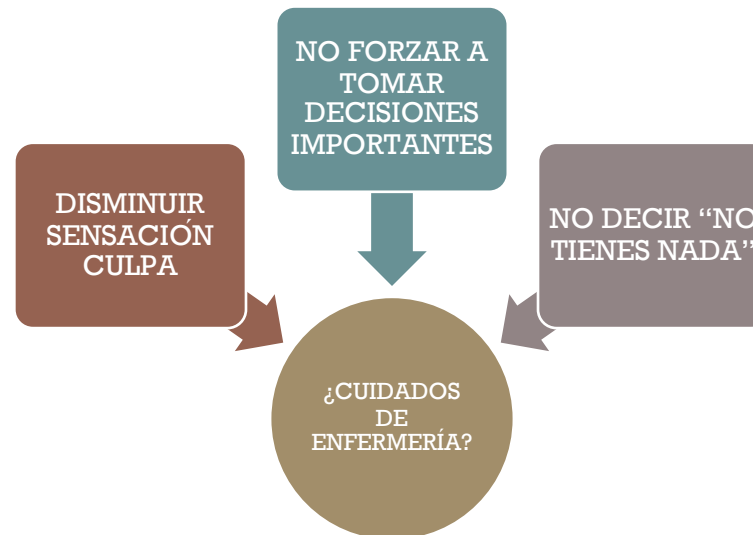 NO FORZAR A
TOMAR
DECISIONES
IMPORTANTES
DISMINUIR
SENSACIÓN
CULPA
NO DECIR “NO
TIENES NADA”
¿CUIDADOS
DE
ENFERMERÍA?